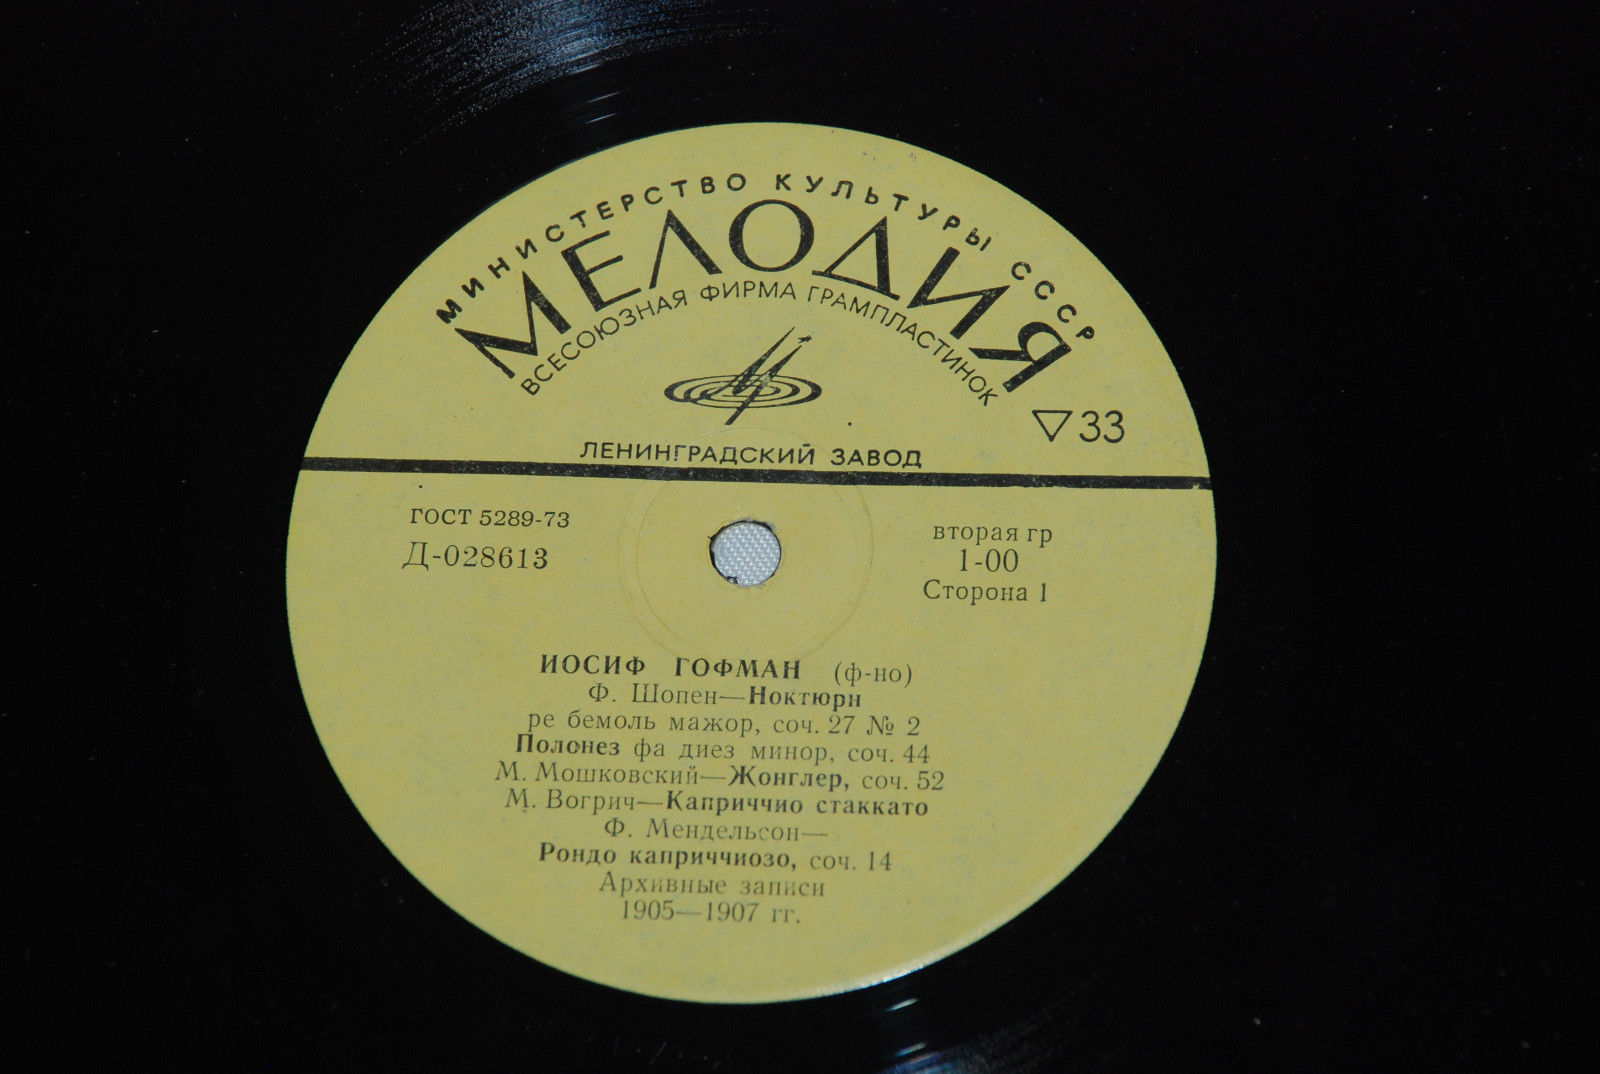 МИНИСТЕРСТВО КУЛЬТУРЫ СССР
МЕЛОДИЯ
ВСЕСОЮЗНАЯ ФИРМА ГРАМПЛАСТИНОК
33
ЛЕНИНГРАДСКИЙ ЗАВОД
ГОСТ 5289-73
Д-028613
вторая гр
1-00
Сторона 1
ИОСИФ ГОФМАН (ф-но)
Ф. Шопен—Ноктюрн
ре бемоль мажор, соч. 27 № 2
Полонез фа диез минор, соч. 44
М. Мошковский—Жонглер, соч. 52
М. Вогрич—Каприччио стаккато
Ф. Мендельсон—
Рондо каприччиозо, соч. 14
Архивные записи
1905—1907 гг.